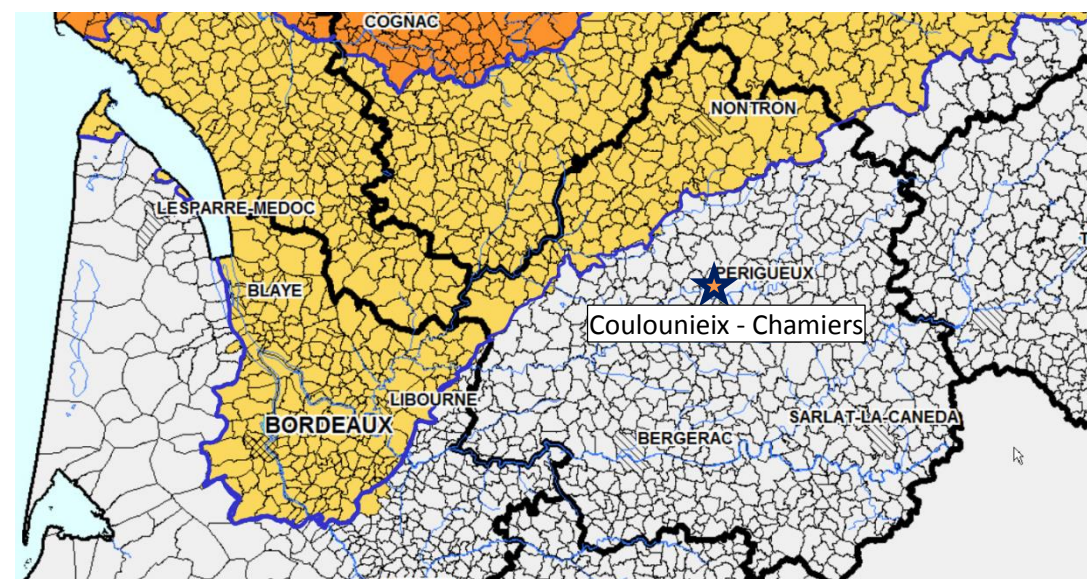 COGNAC
NONTRON
LESPARRE-MEDOC
PERIGUEUX
BLAYE
Coulounieix - Chamiers
LIBOURNE
BORDEAUX
SARLAT-LA-CANEDA
BERGERAC